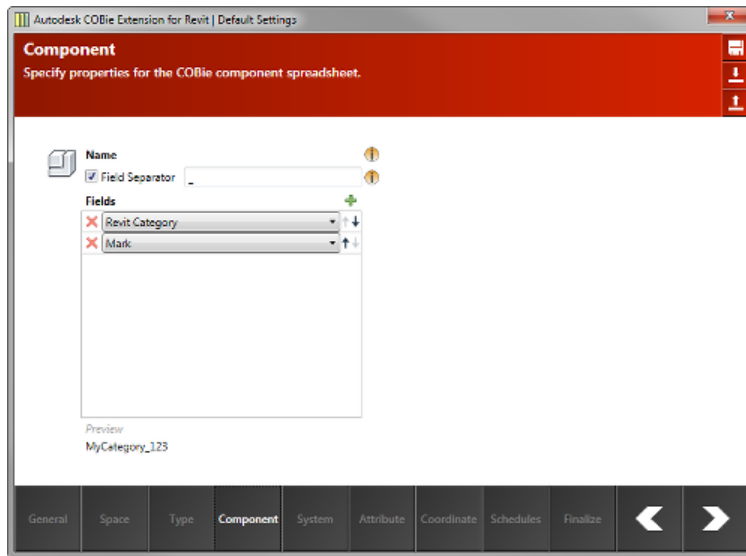 Autodesk COBie Extension for Revit | Default Settings
Component
Specify properties for the COBie component spreadsheet.
Name
Field Separator _
Fields
Revit Category
Mark
Preview
MyCategory_123
General Space Type Component System Attribute Coordinate Schedules Finalize